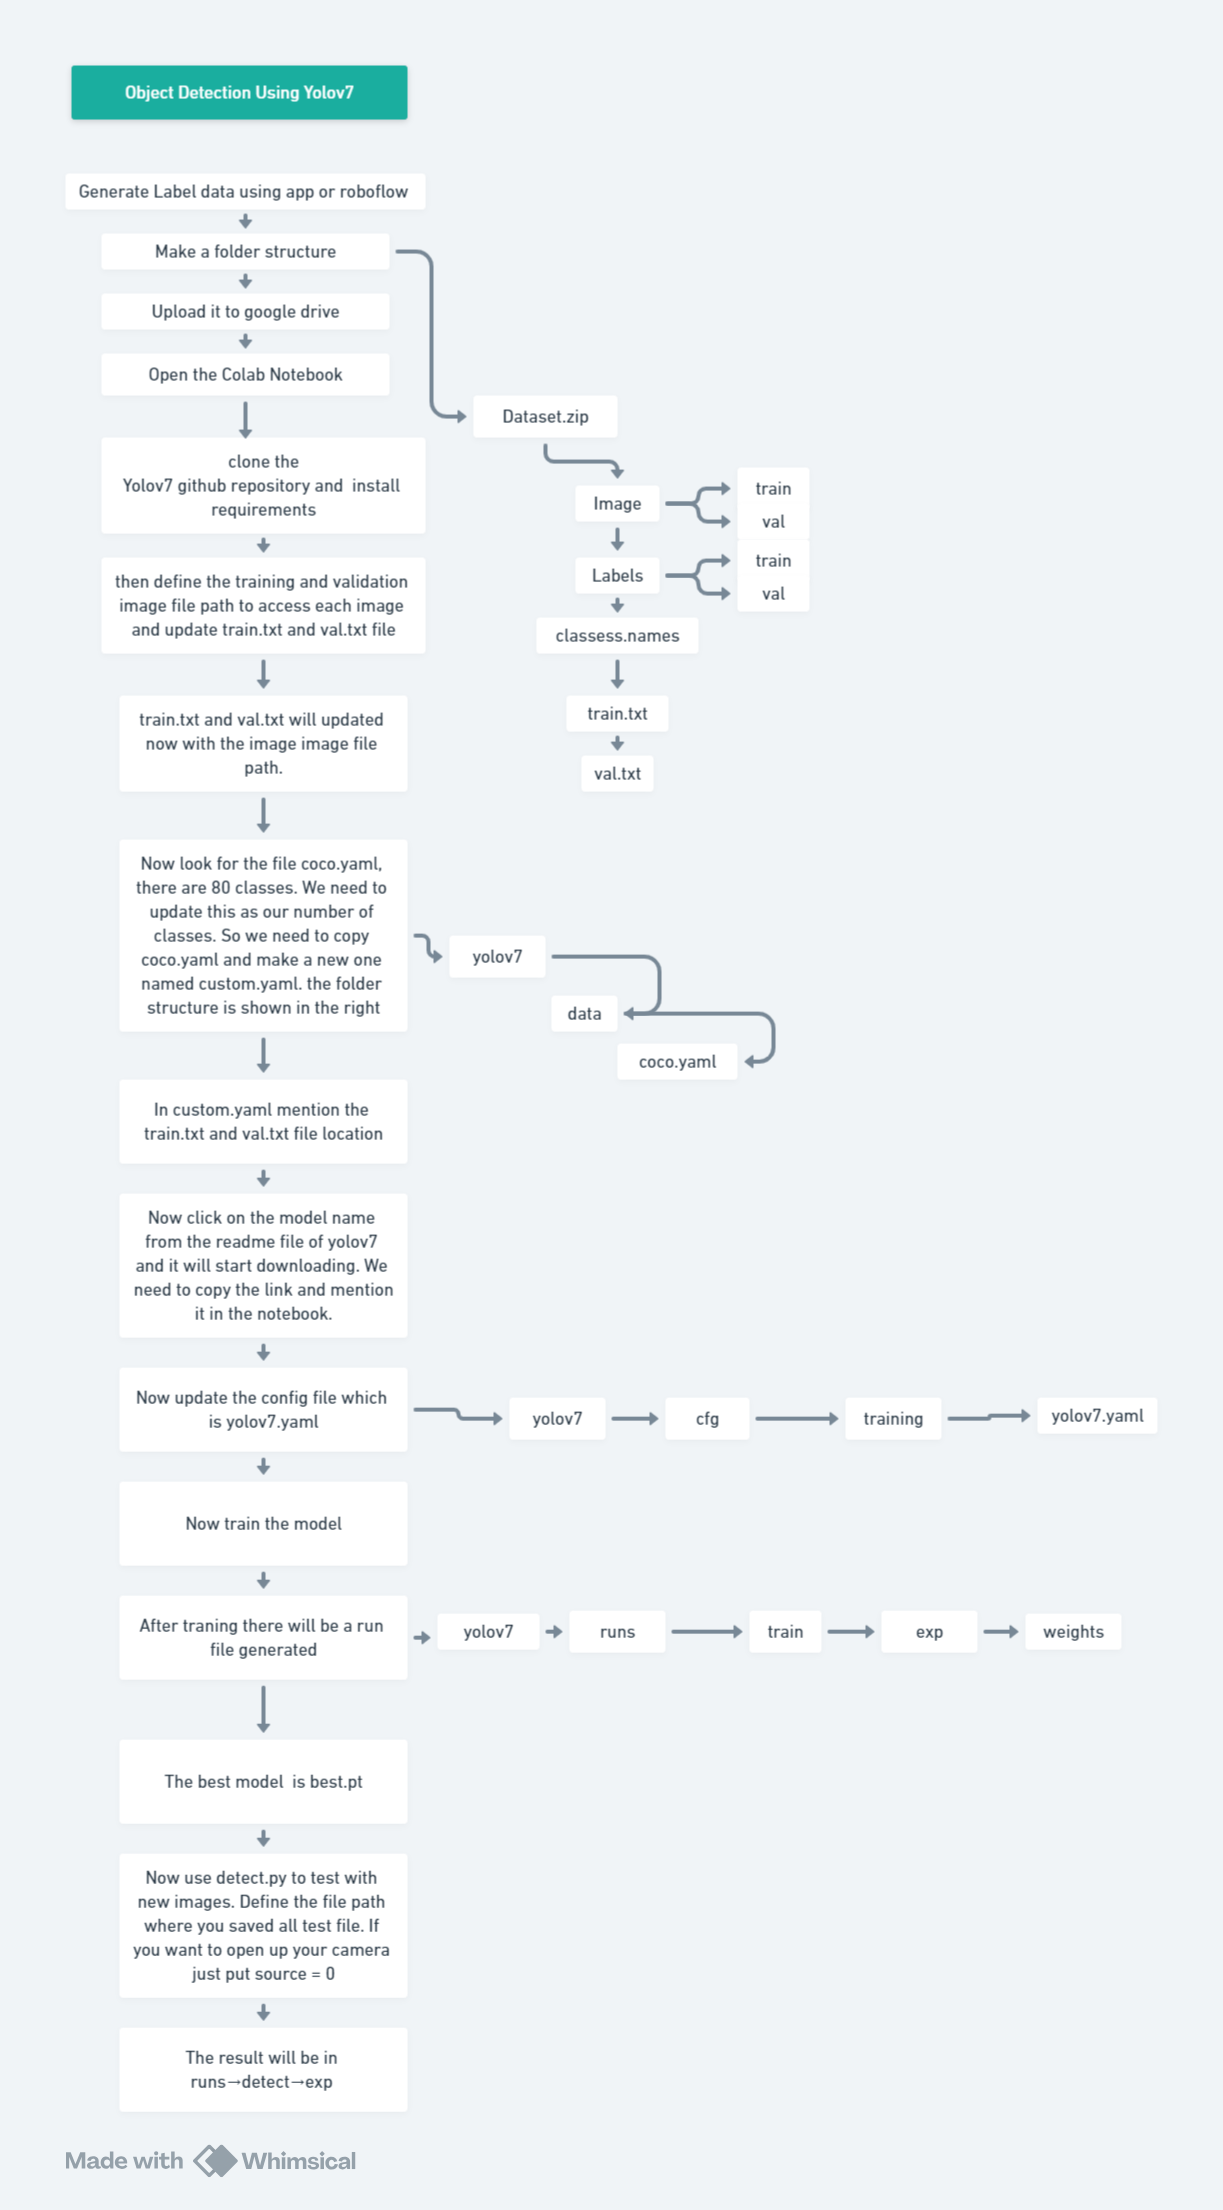 Object Detection Using Yolov7
Generate Label data using app or roboflow
Make a folder structure
Upload it to google drive
Open the Colab Notebook
Dataset.zip
clone the
Yolov7 github repository and  install
requirements
Image
train
val
then define the training and validation
image file path to access each image
and update train.txt and val.txt file
Labels
train
val
classess.names
train.txt
val.txt
train.txt and val.txt will updated
now with the image image file
path.
Now look for the file coco.yaml,
there are 80 classes. We need to
update this as our number of
classes. So we need to copy
coco.yaml and make a new one
named custom.yaml. the folder
structure is shown in the right
yolov7
data
coco.yaml
In custom.yaml mention the
train.txt and val.txt file location
Now click on the model name
from the readme file of yolov7
and it will start downloading. We
need to copy the link and mention
it in the notebook.
Now update the config file which
is yolov7.yaml
yolov7
cfg
training
yolov7.yaml
Now train the model
After traning there will be a run
file generated
yolov7
runs
train
exp
weights
The best model  is best.pt
Now use detect.py to test with
new images. Define the file path
where you saved all test file. If
you want to open up your camera
just put source = 0
The result will be in
runs→detect→exp
Made with Whimsical